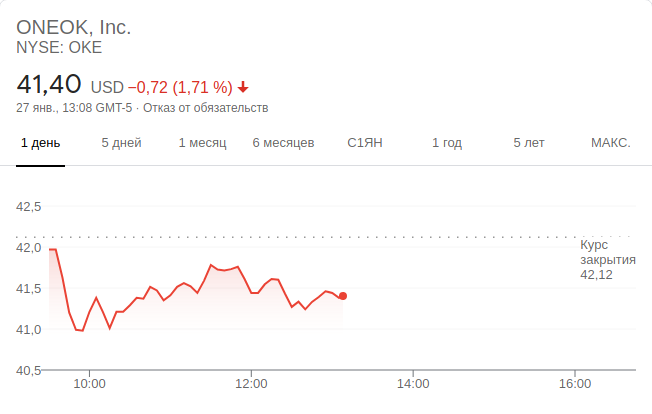 ONEOK, Inc.
NYSE: OKE
41,40 USD −0,72 (1,71 %)
27 янв., 13:08 GMT-5 · Отказ от обязательств
1 день 5 дней 1 месяц 6 месяцев С1ЯН 1 год 5 лет МАКС.
42,5
42,0
Курс
закрытия
42,12
41,5
41,0
40,5
10:00 12:00 14:00 16:00